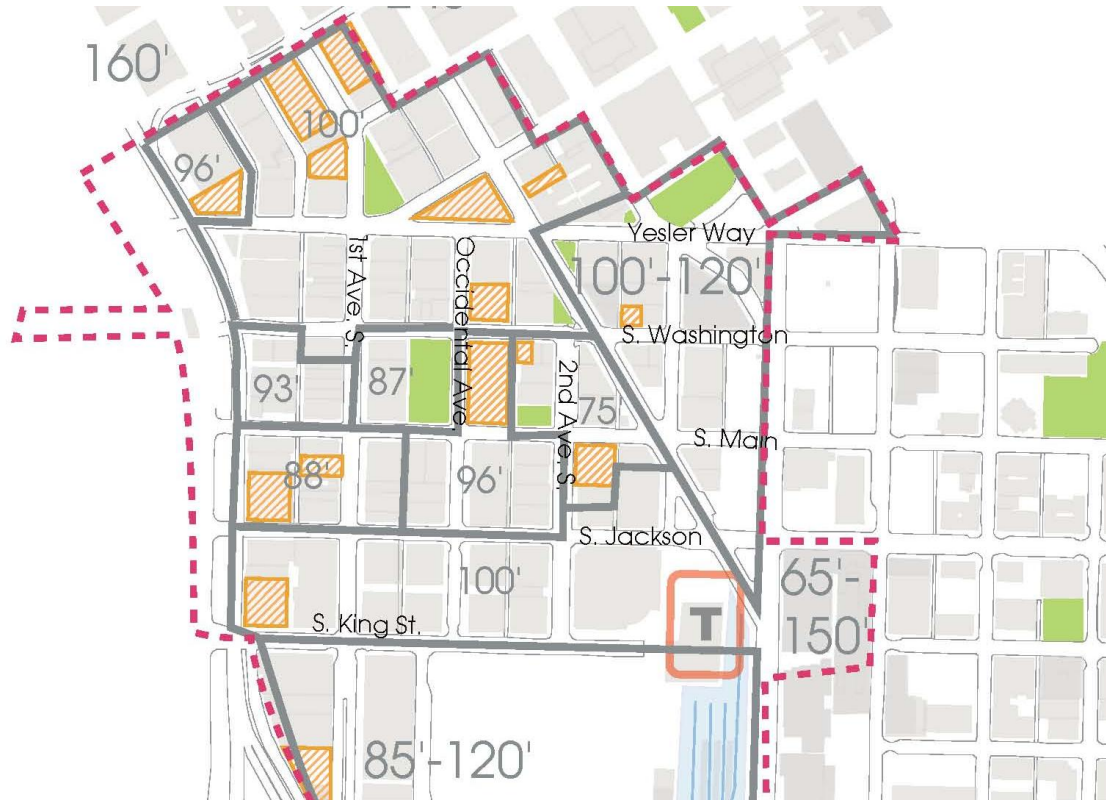 160'
100'
96'
Yesler Way
1st Ave. S.
Occidental Ave.
100'-120'
S. Washington
93'
87'
2nd Ave. S.
75
S. Main
88'
96'
S. Jackson
100'
65'-
150'
S. King St.
T
85'-120'